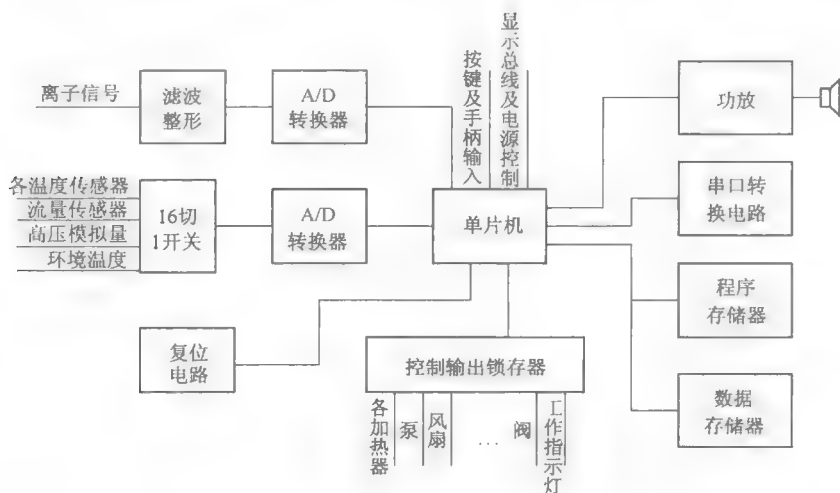 离子信号
滤波
整形
A/D
转换器
按键及手柄输入
显示总线及电源控制
功放
各温度传感器
流量传感器
高压模拟量
环境温度
16切
1开关
A/D
转换器
单片机
串口转
换电路
程序
存储器
复位
电路
控制输出锁存器
数据
存储器
各加热器
泵
风扇
…
阀
工作指示灯